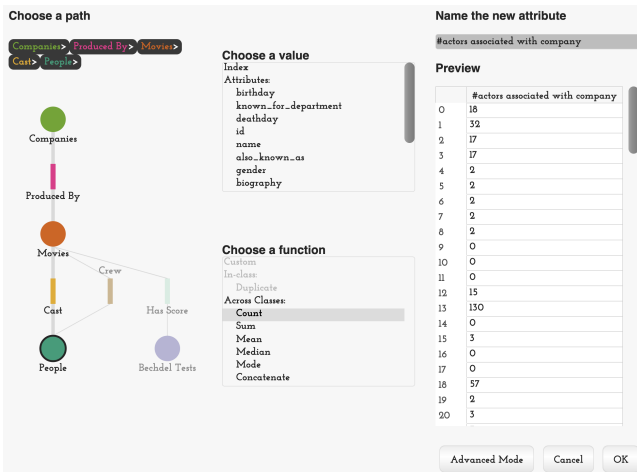 Choose a path
Companies> Produced By> Movies>
Cast> People>
Companies
Produced By
Movies
Crew
Cast
Has Score
People
Bechdel Tests
Choose a value
Index
Attributes:
birthday
known_for_department
deathday
id
name
also_known_as
gender
biography
Choose a function
Custom
In-class:
Duplicate
Across Classes:
Count
Sum
Mean
Median
Mode
Concatenate
Name the new attribute
#actors associated with company
Preview
#actors associated with company
0 18
1 32
2 17
3 17
4 2
5 2
6 2
7 2
8 2
9 0
10 0
11 0
12 15
13 130
14 0
15 3
16 0
17 0
18 57
19 2
20 3
Advanced Mode Cancel OK